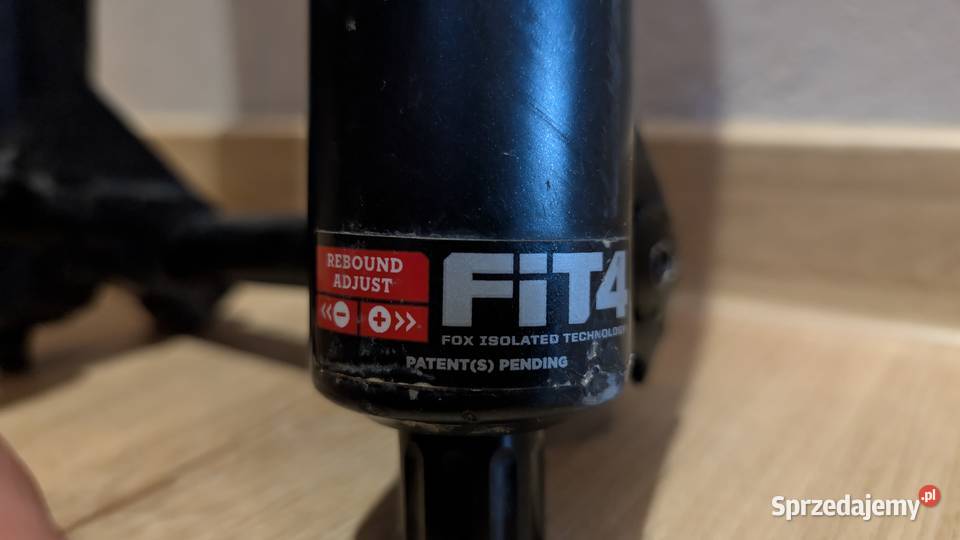 REBOUND
ADJUST
<<- +>>
FiT4
FOX ISOLATED TECHNOLOGY
PATENT(S) PENDING
Sprzedajemy.pl